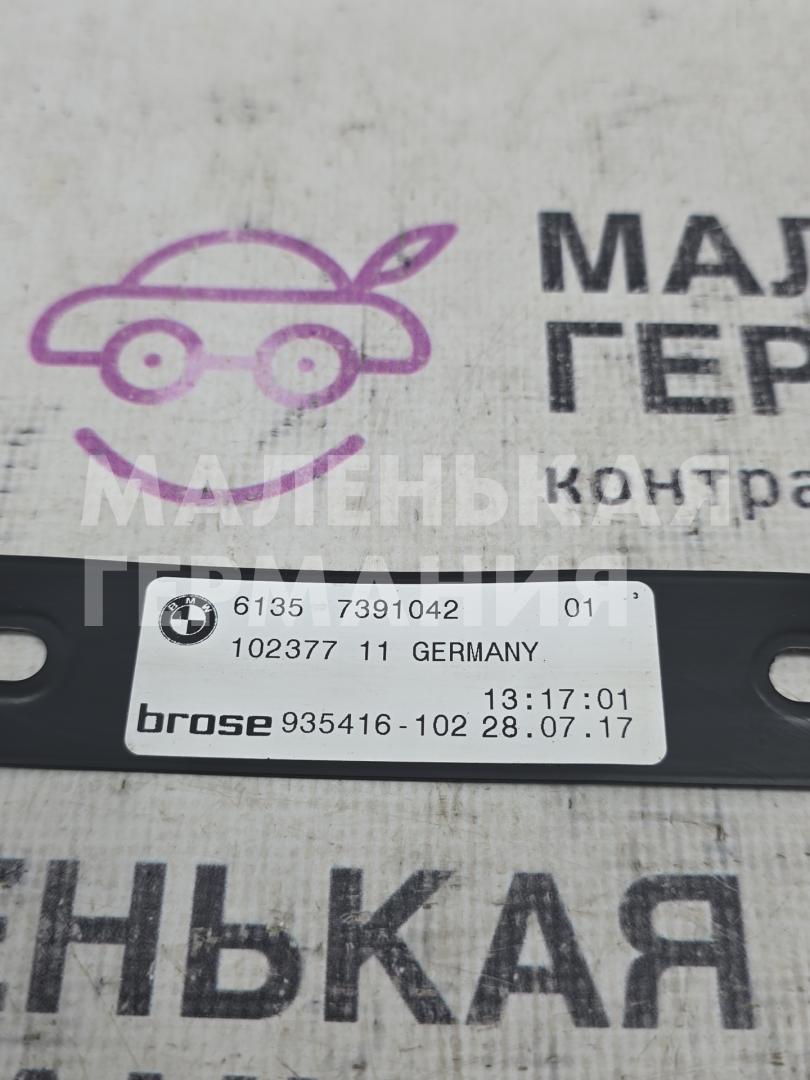 МАЛ
ГЕР
контра
МАЛЕНЬКАЯ
ГЕРМАНИЯ
BMW 6135 7391042 01
102377 11 GERMANY
13:17:01
brose 935416-102 28.07.17
ЕНЬКАЯ